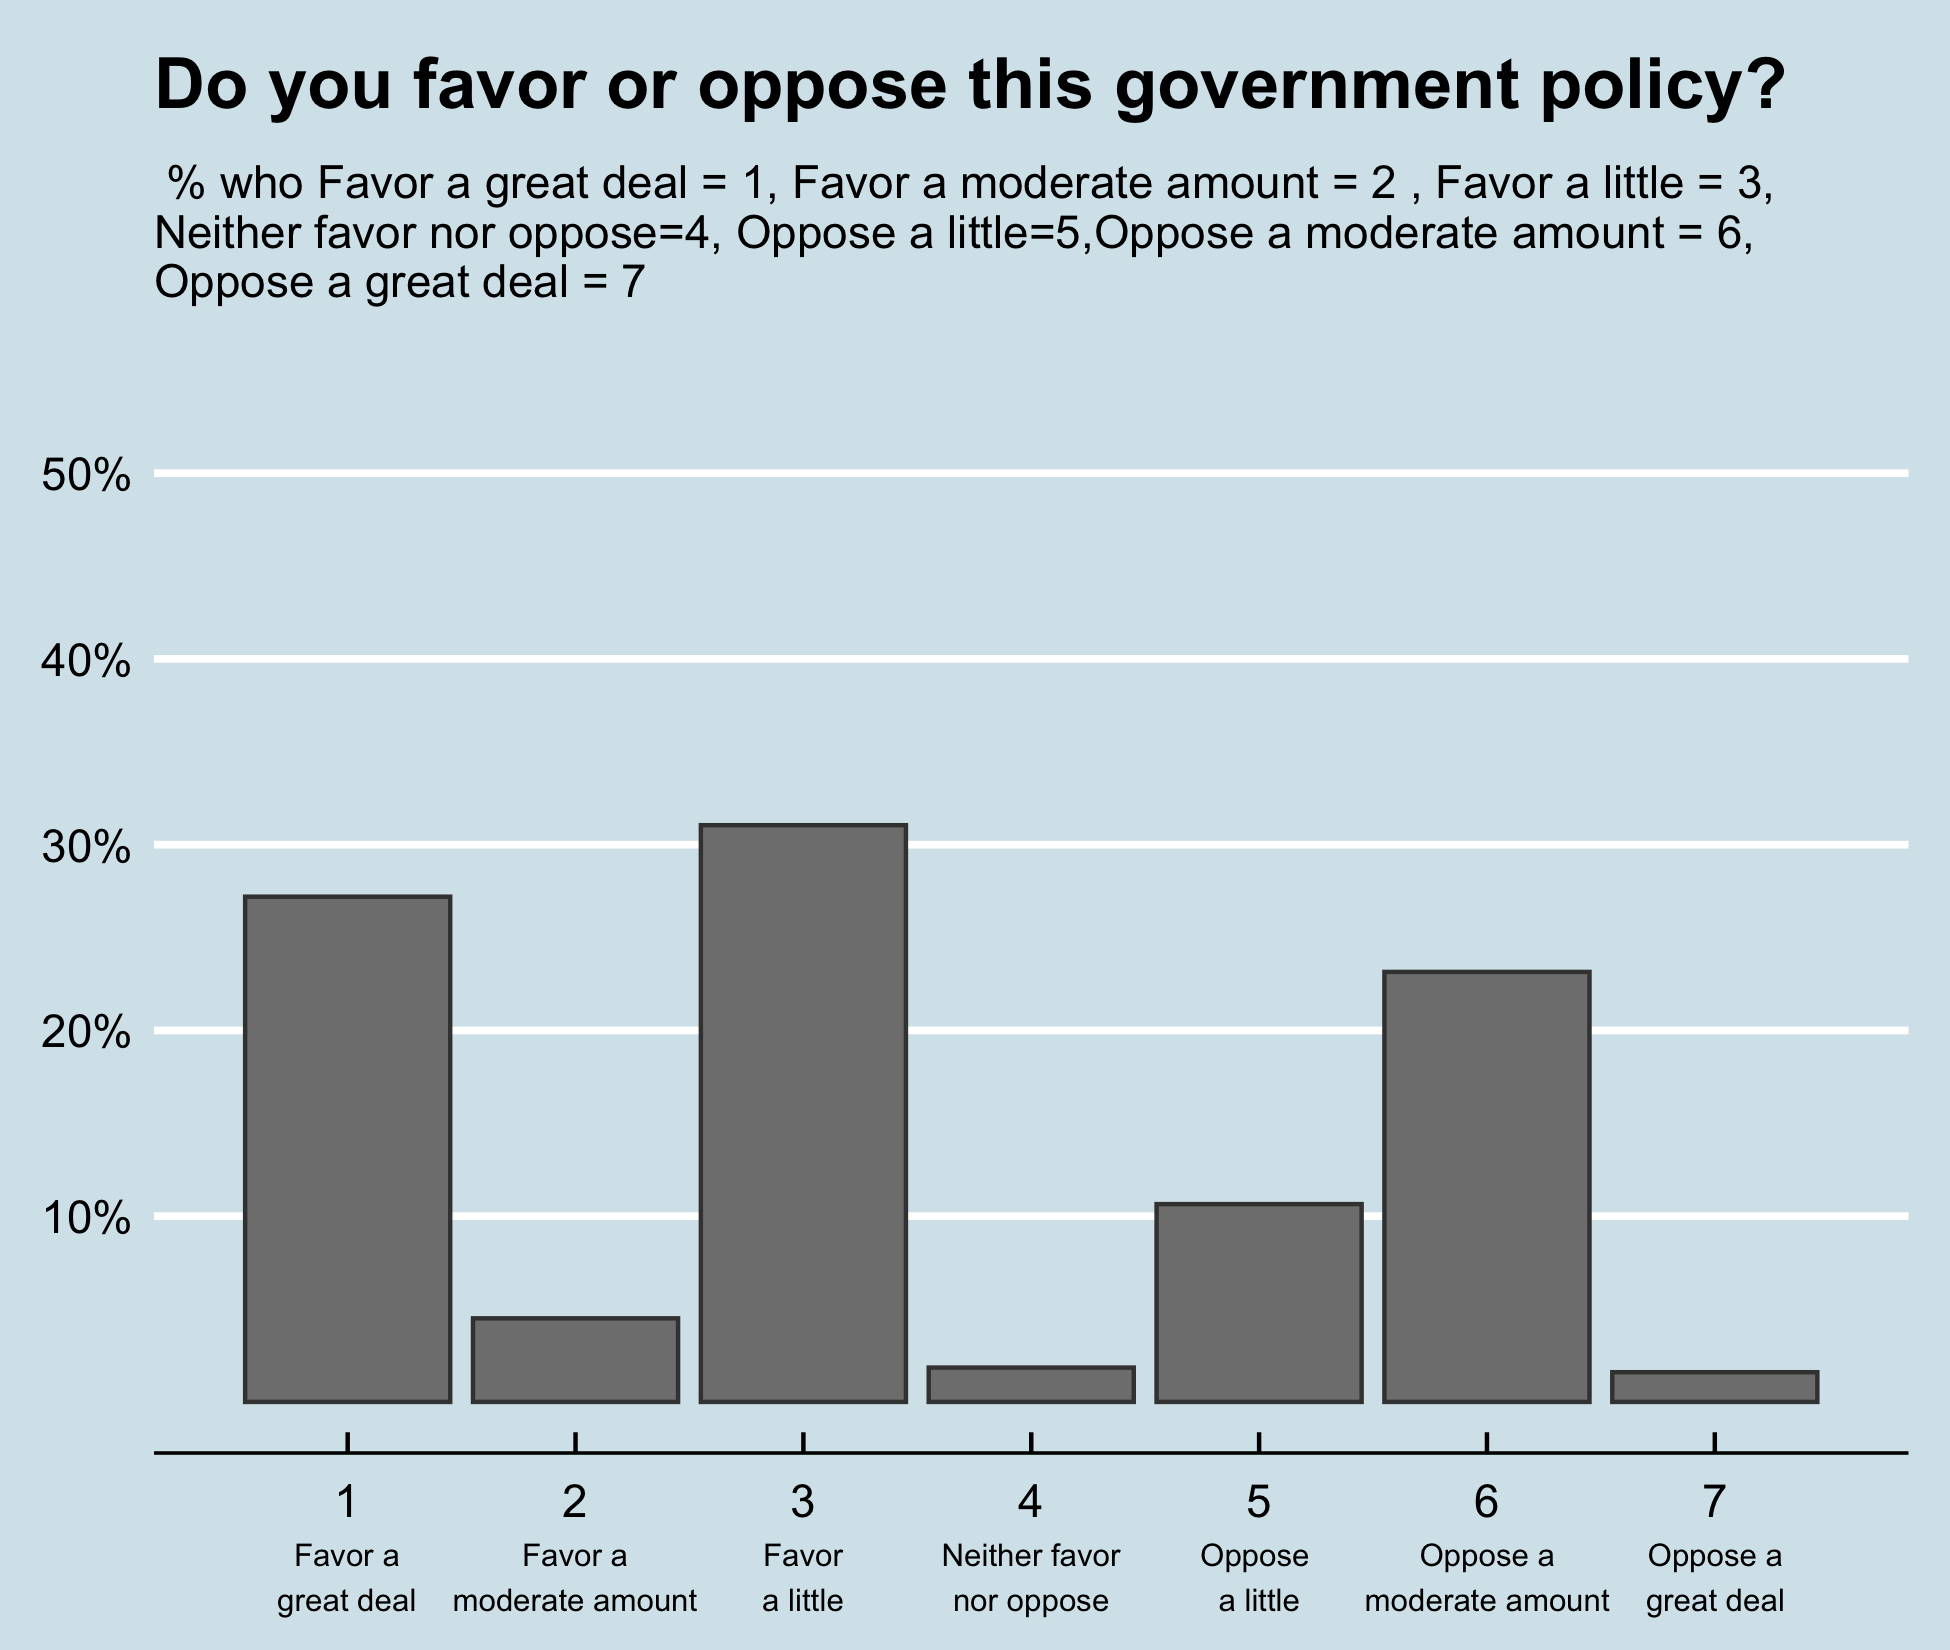 Do you favor or oppose this government policy?
% who Favor a great deal = 1, Favor a moderate amount = 2 , Favor a little = 3,
Neither favor nor oppose=4, Oppose a little=5,Oppose a moderate amount = 6,
Oppose a great deal = 7
50%
40%
30%
20%
10%
1 2 3 4 5 6 7
Favor a Favor a Favor Neither favor Oppose Oppose a Oppose a
great deal moderate amount a little nor oppose a little moderate amount great deal